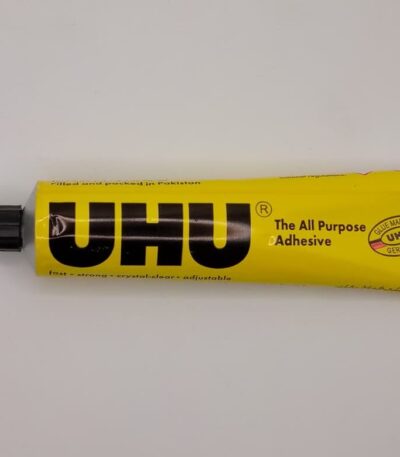 Filled and packed in Pakistan
UHU®
The All Purpose
Adhesive
fast · strong · crystal-clear · adjustable